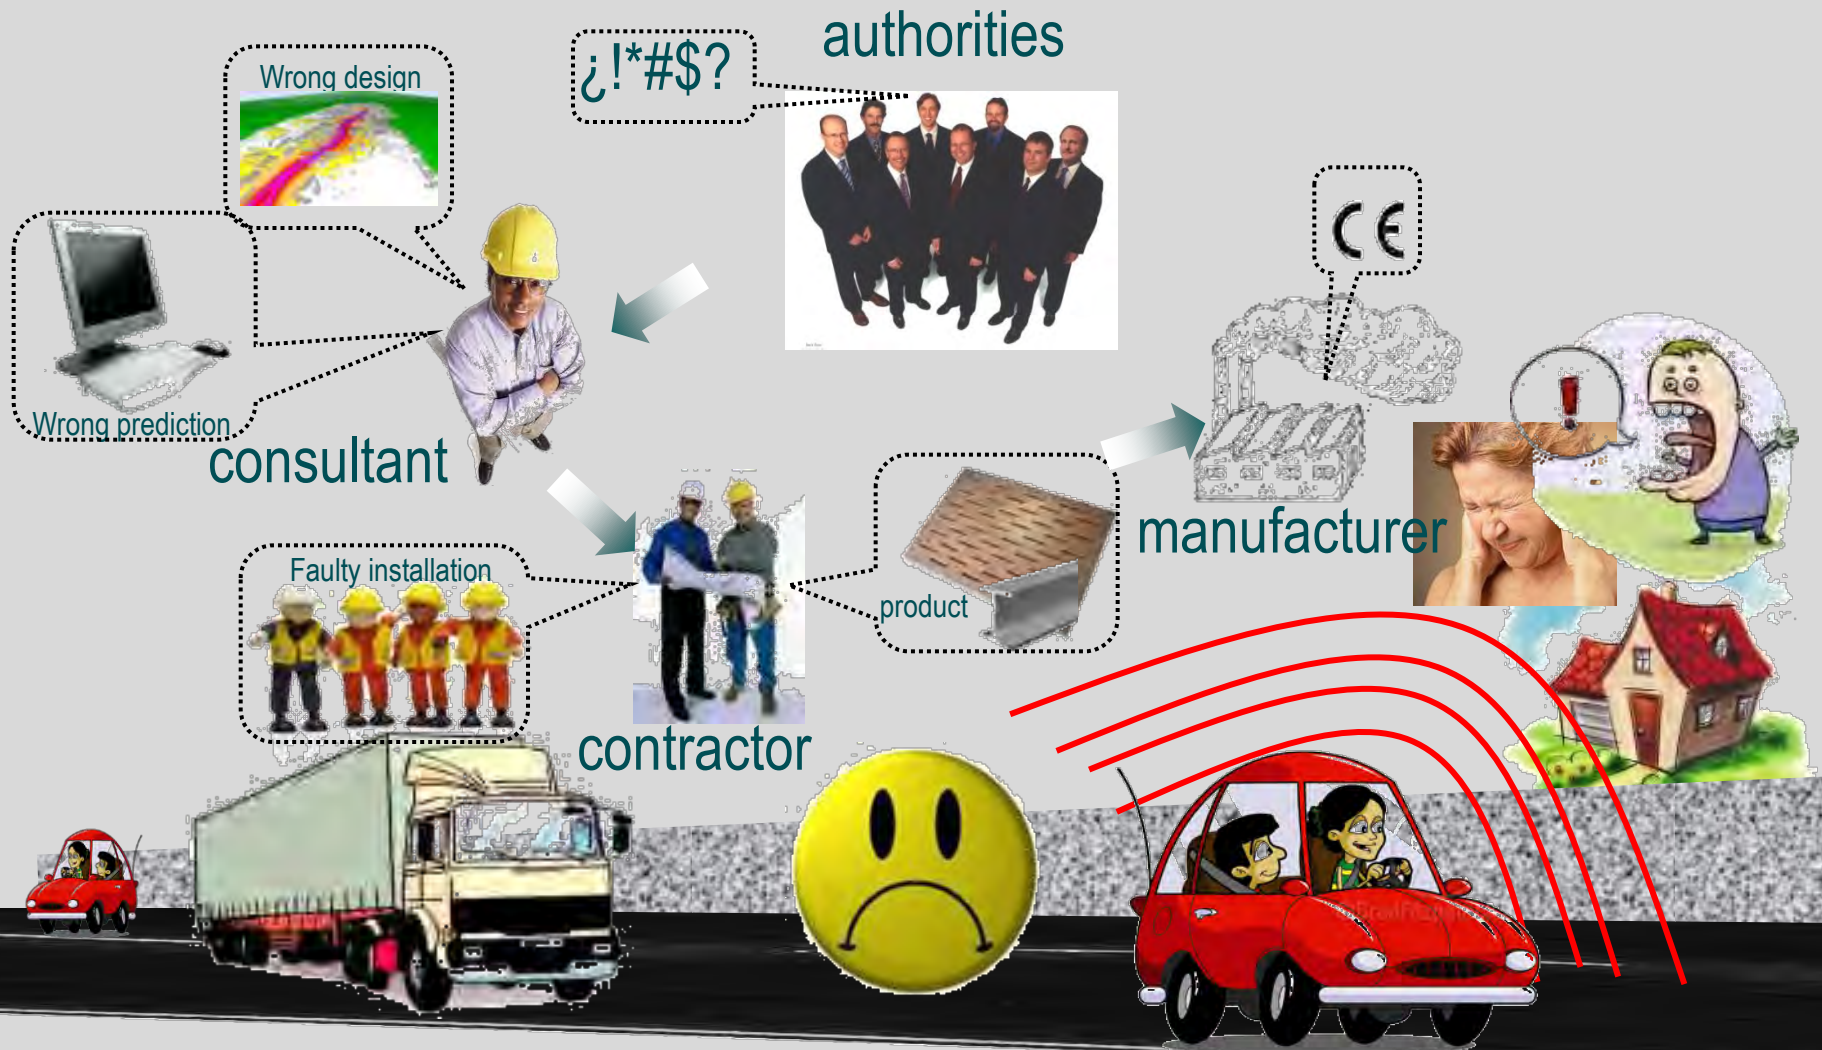 authorities
¿!*#$?
Wrong design
CE
Wrong prediction
consultant
!
product
manufacturer
Faulty installation
contractor